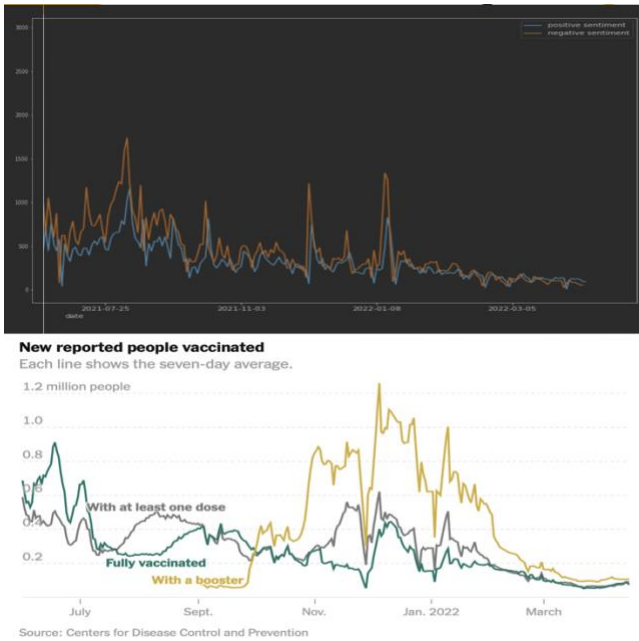 positive sentiment
negative sentiment
3000
2500
2000
1500
1000
500
0
2021-07-25 2021-11-03 2022-01-08 2022-03-05
date
New reported people vaccinated
Each line shows the seven-day average.
1.2 million people
1.0
0.8
0.6
0.4
0.2
With at least one dose
Fully vaccinated
With a booster
July Sept. Nov. Jan. 2022 March
Source: Centers for Disease Control and Prevention